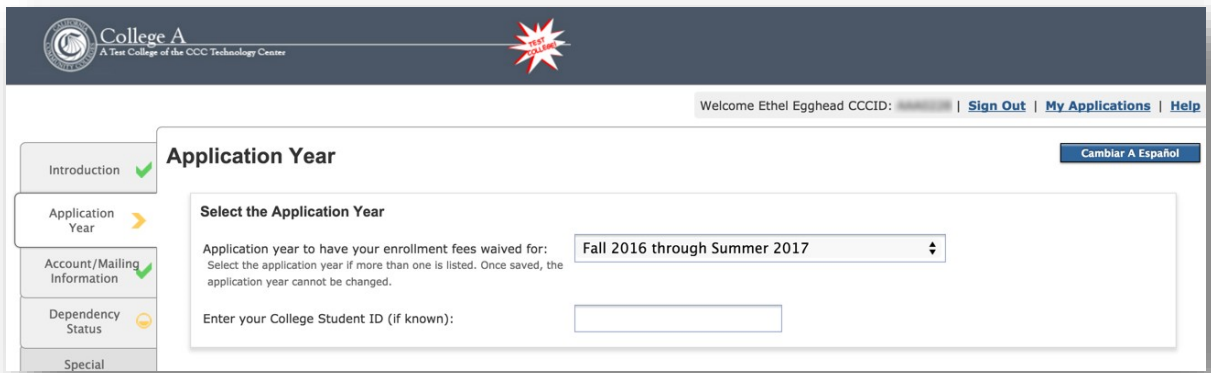 College A
A Test College of the CCC Technology Center
TEST
COLLEGE!
Welcome Ethel Egghead CCCID: | Sign Out | My Applications | Help
Introduction
Application Year
Cambiar A Español
Application
Year
Select the Application Year
Application year to have your enrollment fees waived for:
Fall 2016 through Summer 2017
Select the application year if more than one is listed. Once saved, the
application year cannot be changed.
Account/Mailing
Information
Enter your College Student ID (if known):
Dependency
Status
Special